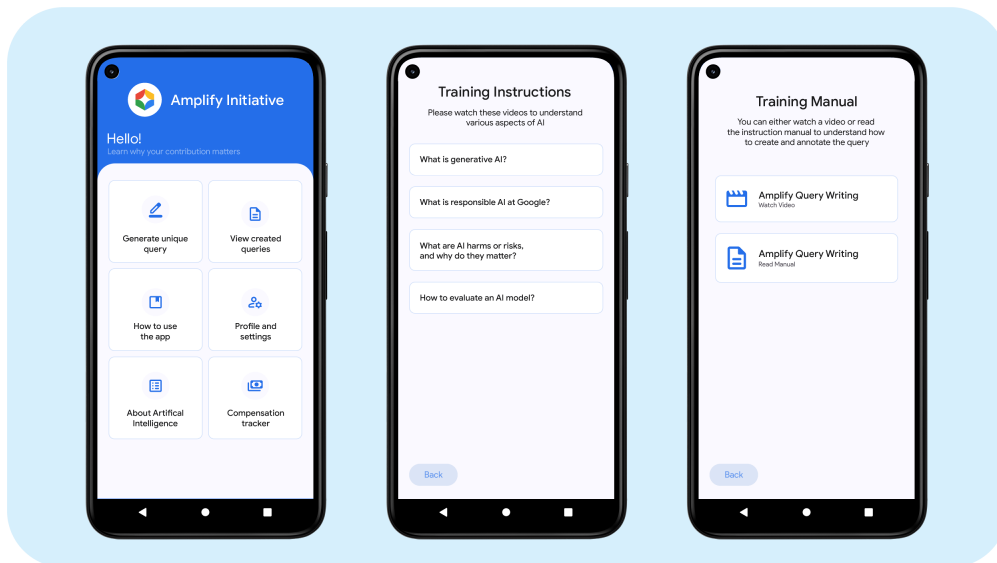 Amplify Initiative
Hello!
Learn why your contribution matters
Generate unique
query
View created
queries
How to use
the app
Profile and
settings
About Artifical
Intelligence
Compensation
tracker
Training Instructions
Please watch these videos to understand
various aspects of AI
What is generative AI?
What is responsible AI at Google?
What are AI harms or risks,
and why do they matter?
How to evaluate an AI model?
Back
Training Manual
You can either watch a video or read
the instruction manual to understand how
to create and annotate the query
Amplify Query Writing
Watch Video
Amplify Query Writing
Read Manual
Back